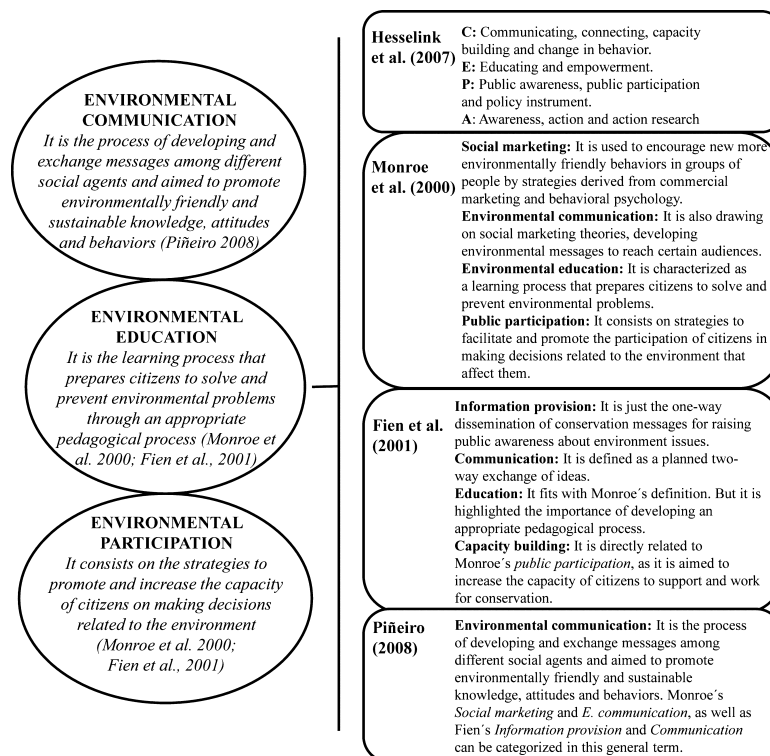 ENVIRONMENTAL
COMMUNICATION
It is the process of developing and
exchange messages among different
social agents and aimed to promote
environmentally friendly and
sustainable knowledge, attitudes
and behaviors (Piñeiro 2008)
ENVIRONMENTAL
EDUCATION
It is the learning process that
prepares citizens to solve and
prevent environmental problems
through an appropriate
pedagogical process (Monroe et
al. 2000; Fien et al., 2001)
ENVIRONMENTAL
PARTICIPATION
It consists on the strategies to
promote and increase the capacity
of citizens on making decisions
related to the environment
(Monroe et al. 2000;
Fien et al., 2001)
Hesselink
et al. (2007)
C: Communicating, connecting, capacity
building and change in behavior.
E: Educating and empowerment.
P: Public awareness, public participation
and policy instrument.
A: Awareness, action and action research
Monroe
et al. (2000)
Social marketing: It is used to encourage new more
environmentally friendly behaviors in groups of
people by strategies derived from commercial
marketing and behavioral psychology.
Environmental communication: It is also drawing
on social marketing theories, developing
environmental messages to reach certain audiences.
Environmental education: It is characterized as
a learning process that prepares citizens to solve and
prevent environmental problems.
Public participation: It consists on strategies to
facilitate and promote the participation of citizens in
making decisions related to the environment that
affect them.
Fien et al.
(2001)
Information provision: It is just the one-way
dissemination of conservation messages for raising
public awareness about environment issues.
Communication: It is defined as a planned two-
way exchange of ideas.
Education: It fits with Monroe´s definition. But it is
highlighted the importance of developing an
appropriate pedagogical process.
Capacity building: It is directly related to
Monroe´s public participation, as it is aimed to
increase the capacity of citizens to support and work
for conservation.
Piñeiro
(2008)
Environmental communication: It is the process
of developing and exchange messages among
different social agents and aimed to promote
environmentally friendly and sustainable
knowledge, attitudes and behaviors. Monroe´s
Social marketing and E. communication, as well as
Fien´s Information provision and Communication
can be categorized in this general term.